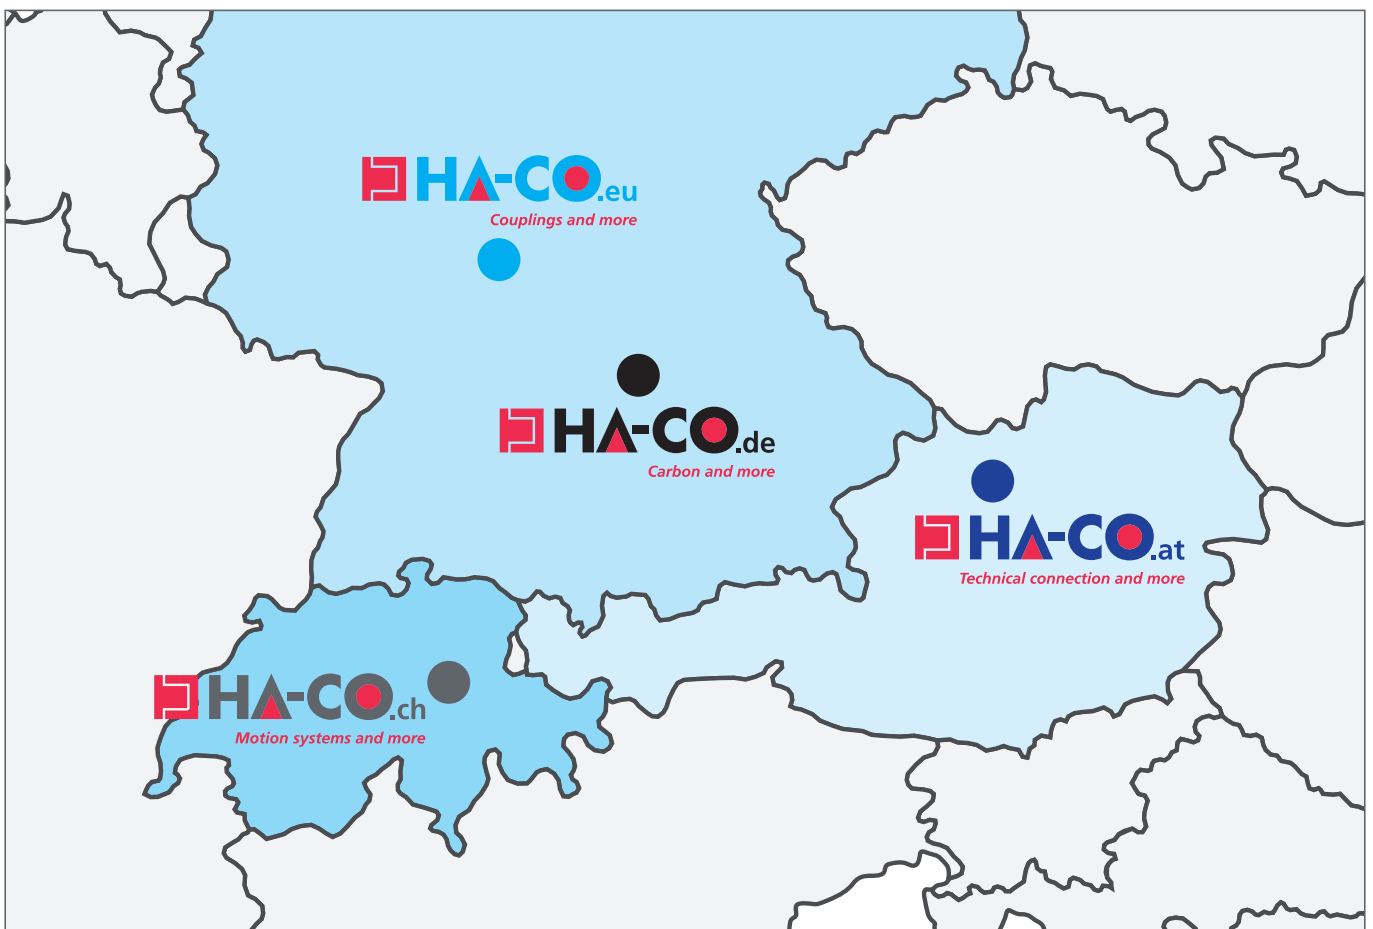 HA-CO.eu
Couplings and more
HA-CO.de
Carbon and more
HA-CO.at
Technical connection and more
HA-CO.ch
Motion systems and more